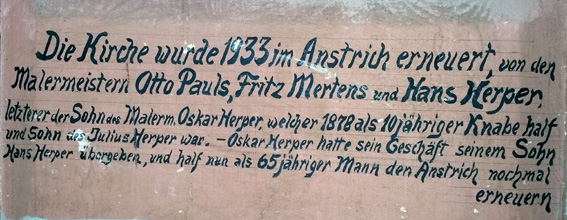 Die Kirche wurde 1933 im Anstrich erneuert, von den
Malermeistern Otto Pauls, Fritz Mertens und Hans Herper,
letzterer der Sohn des Malerm. Oskar Herper, welcher 1878 als 10jähriger Knabe half
und Sohn des Julius Herper war. – Oskar Herper hatte sein Geschäft seinem Sohn
Hans Herper übergeben, und half nun als 65jähriger Mann den Anstrich nochmal
erneuern